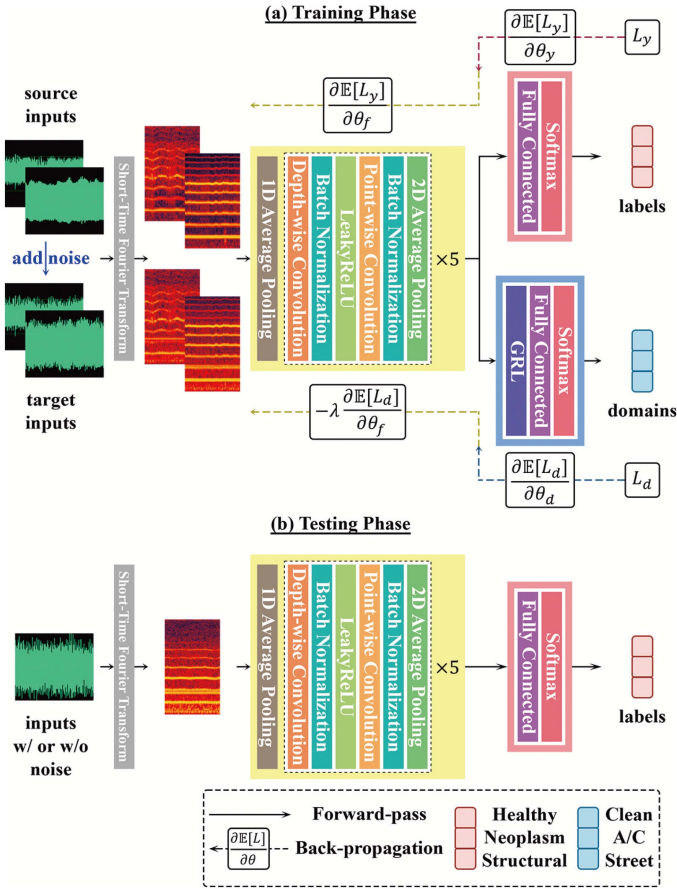 (a) Training Phase
∂𝔼[L_y]
∂θ_y
L_y
∂𝔼[L_y]
∂θ_f
source
inputs
add noise
target
inputs
Short-Time Fourier
Transform
1D Average Pooling
Depth-wise Convolution
Batch Normalization
LeakyReLU
Point-wise Convolution
Batch Normalization
2D Average Pooling
×5
Fully Connected
Softmax
labels
GRL
Fully Connected
Softmax
domains
−λ ∂𝔼[L_d]
∂θ_f
∂𝔼[L_d]
∂θ_d
L_d
(b) Testing Phase
inputs
w/ or w/o
noise
Short-Time Fourier
Transform
1D Average Pooling
Depth-wise Convolution
Batch Normalization
LeakyReLU
Point-wise Convolution
Batch Normalization
2D Average Pooling
×5
Fully Connected
Softmax
labels
Forward-pass
∂𝔼[L]
∂θ
Back-propagation
Healthy
Neoplasm
Structural
Clean
A/C
Street